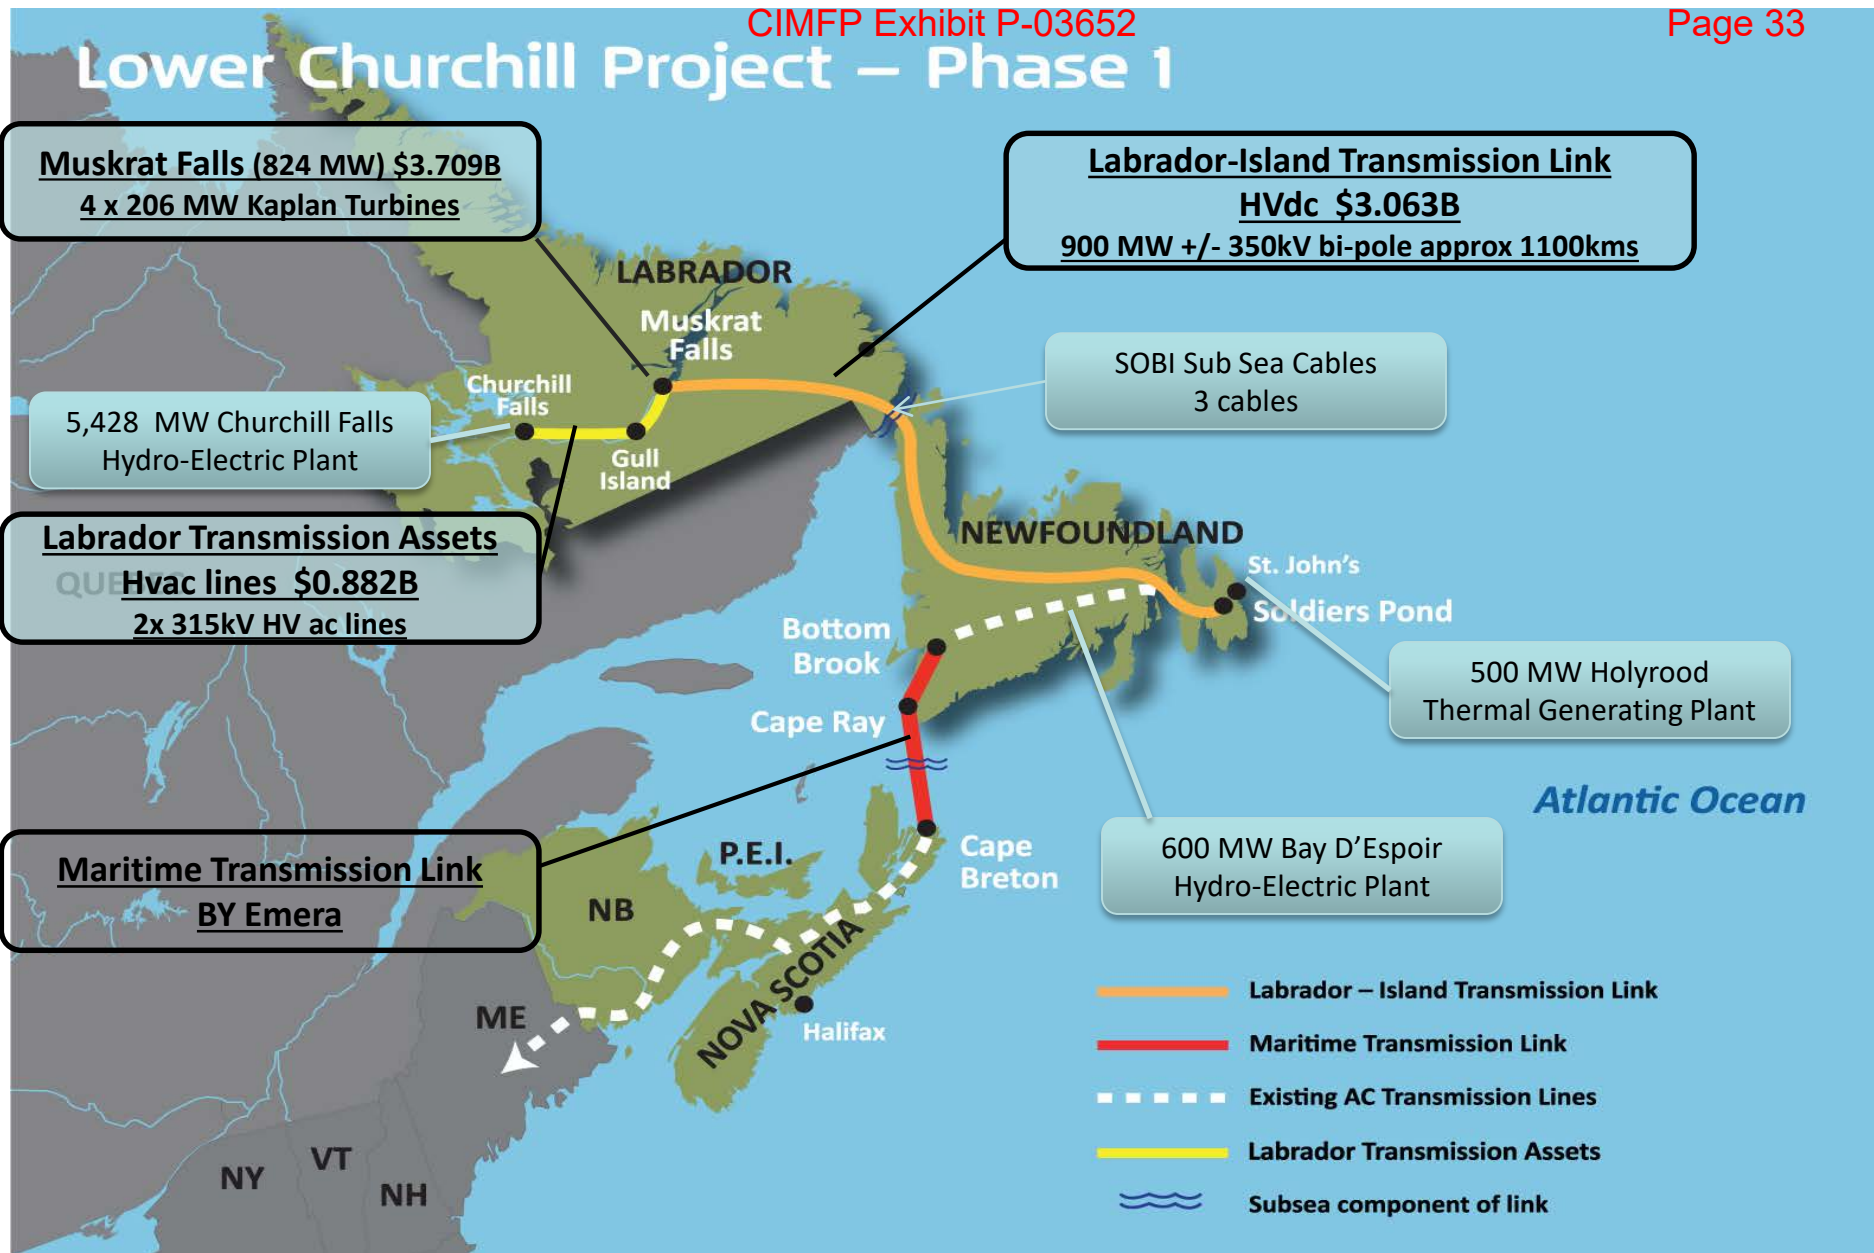 CIMFP Exhibit P-03652
Page 33
Lower Churchill Project – Phase 1
Muskrat Falls (824 MW) $3.709B
4 x 206 MW Kaplan Turbines
Labrador-Island Transmission Link
HVdc $3.063B
900 MW +/- 350kV bi-pole approx 1100kms
LABRADOR
Muskrat
Falls
SOBI Sub Sea Cables
3 cables
Churchill
Falls
5,428 MW Churchill Falls
Hydro-Electric Plant
Gull
Island
Labrador Transmission Assets
Hvac lines $0.882B
2x 315kV HV ac lines
QUEBEC
NEWFOUNDLAND
St. John's
Soldiers Pond
Bottom
Brook
500 MW Holyrood
Thermal Generating Plant
Cape Ray
Atlantic Ocean
Maritime Transmission Link
BY Emera
P.E.I.
Cape
Breton
600 MW Bay D'Espoir
Hydro-Electric Plant
NB
NOVA SCOTIA
ME
Halifax
Labrador – Island Transmission Link
Maritime Transmission Link
Existing AC Transmission Lines
Labrador Transmission Assets
Subsea component of link
VT
NY
NH